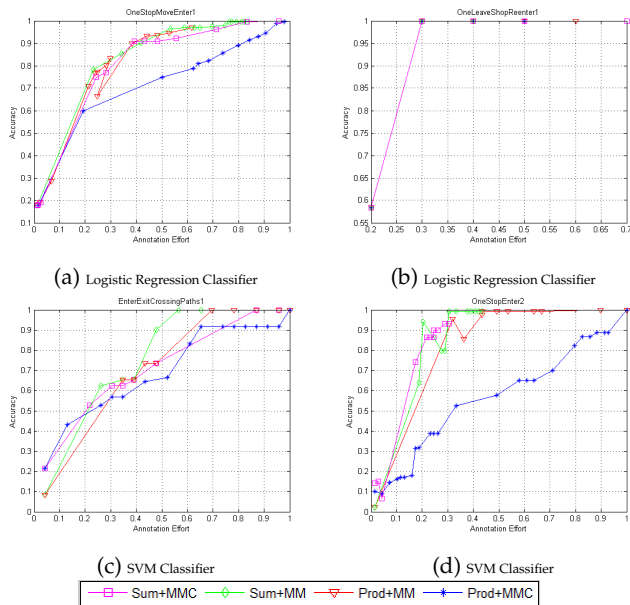 OneStopMoveEnter1
Accuracy
1
0.9
0.8
0.7
0.6
0.5
0.4
0.3
0.2
0.1
0 0.1 0.2 0.3 0.4 0.5 0.6 0.7 0.8 0.9 1
Annotation Effort
(a) Logistic Regression Classifier
OneLeaveShopReenter1
Accuracy
1
0.95
0.9
0.85
0.8
0.75
0.7
0.65
0.6
0.55
0.2 0.25 0.3 0.35 0.4 0.45 0.5 0.55 0.6 0.65 0.7
Annotation Effort
(b) Logistic Regression Classifier
EnterExitCrossingPaths1
Accuracy
1
0.9
0.8
0.7
0.6
0.5
0.4
0.3
0.2
0.1
0
0 0.1 0.2 0.3 0.4 0.5 0.6 0.7 0.8 0.9 1
Annotation Effort
(c) SVM Classifier
OneStopEnter2
Accuracy
1
0.9
0.8
0.7
0.6
0.5
0.4
0.3
0.2
0.1
0
0 0.1 0.2 0.3 0.4 0.5 0.6 0.7 0.8 0.9 1
Annotation Effort
(d) SVM Classifier
Sum+MMC Sum+MM Prod+MM Prod+MMC